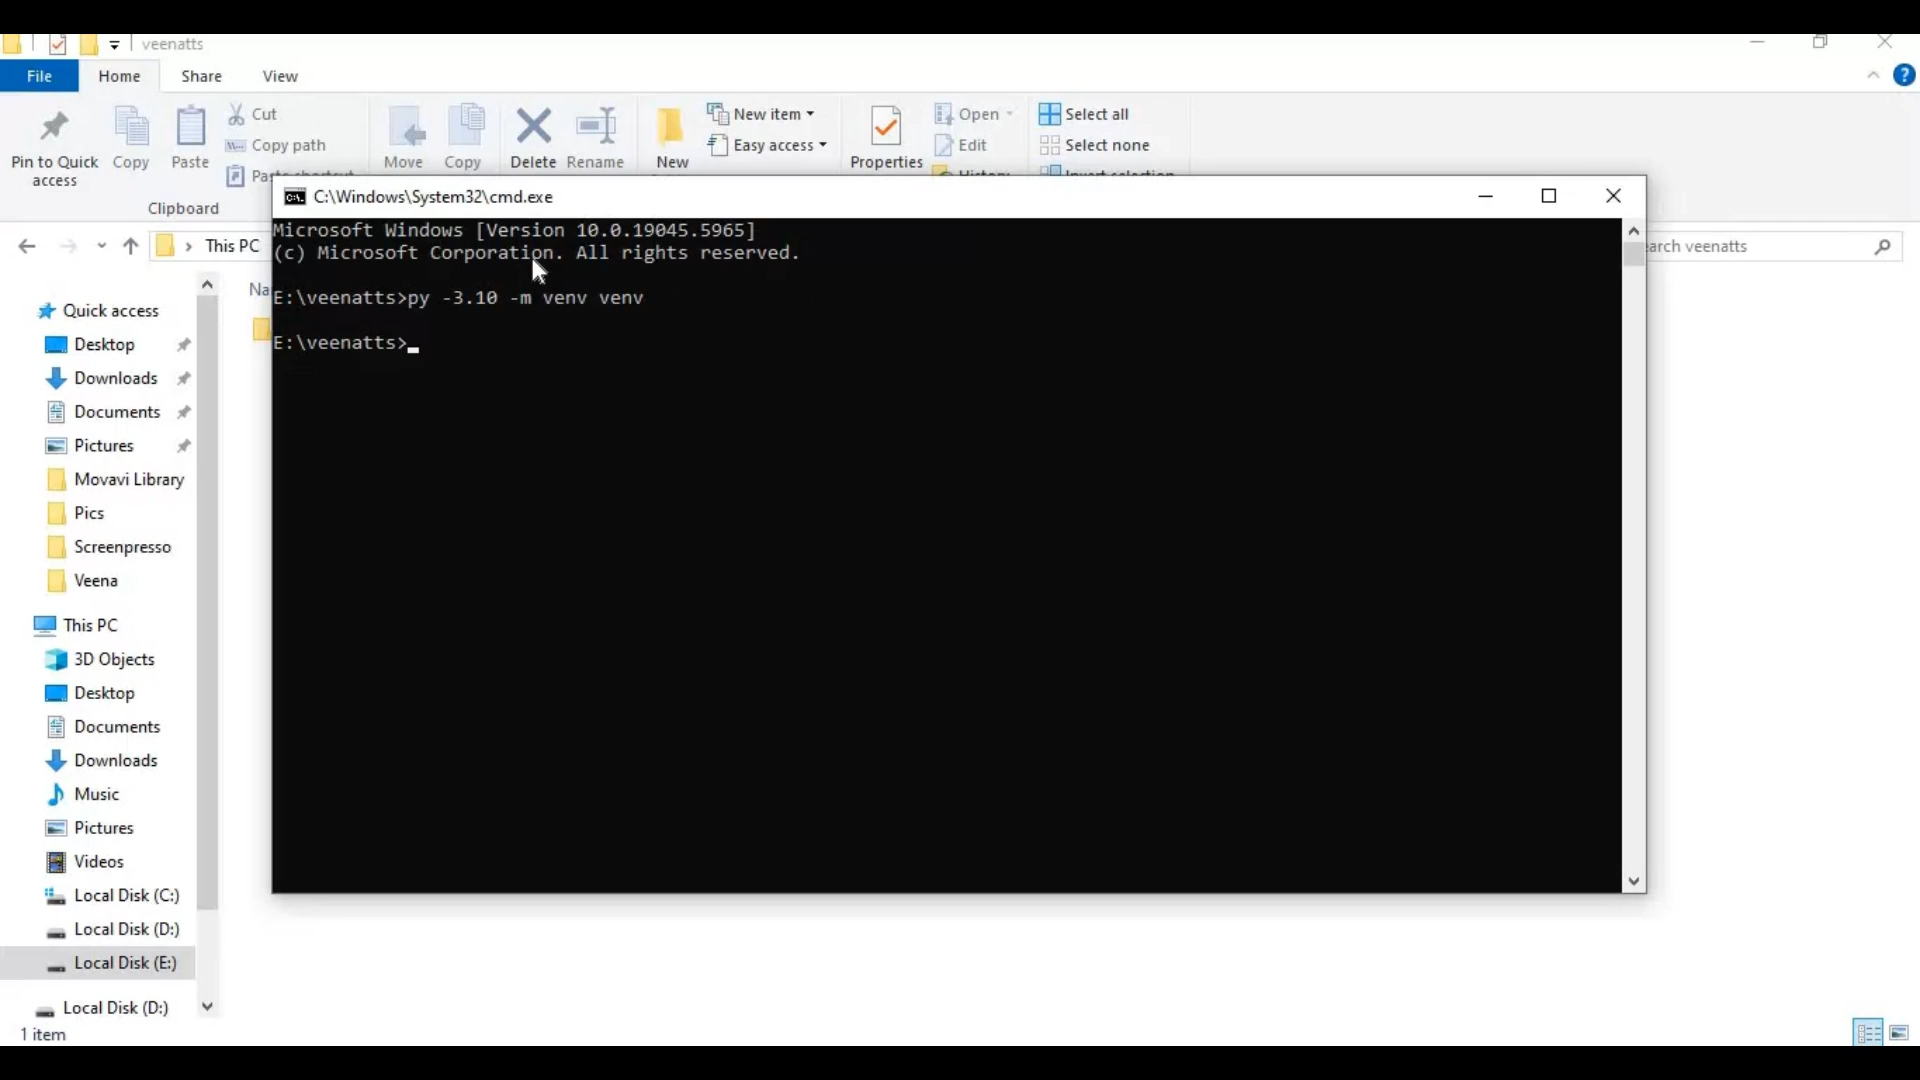 veenatts
File Home Share View
Pin to Quick access
Copy
Paste
Cut
Copy path
Clipboard
Move
Copy
Delete
Rename
New
New item
Easy access
Properties
Open
Edit
Select all
Select none
C:\Windows\System32\cmd.exe
Microsoft Windows [Version 10.0.19045.5965]
(c) Microsoft Corporation. All rights reserved.
E:\veenatts>py -3.10 -m venv venv
E:\veenatts>
This PC
veenatts
Quick access
Desktop
Downloads
Documents
Pictures
Movavi Library
Pics
Screenpresso
Veena
This PC
3D Objects
Desktop
Documents
Downloads
Music
Pictures
Videos
Local Disk (C:)
Local Disk (D:)
Local Disk (E:)
Local Disk (D:)
1 item